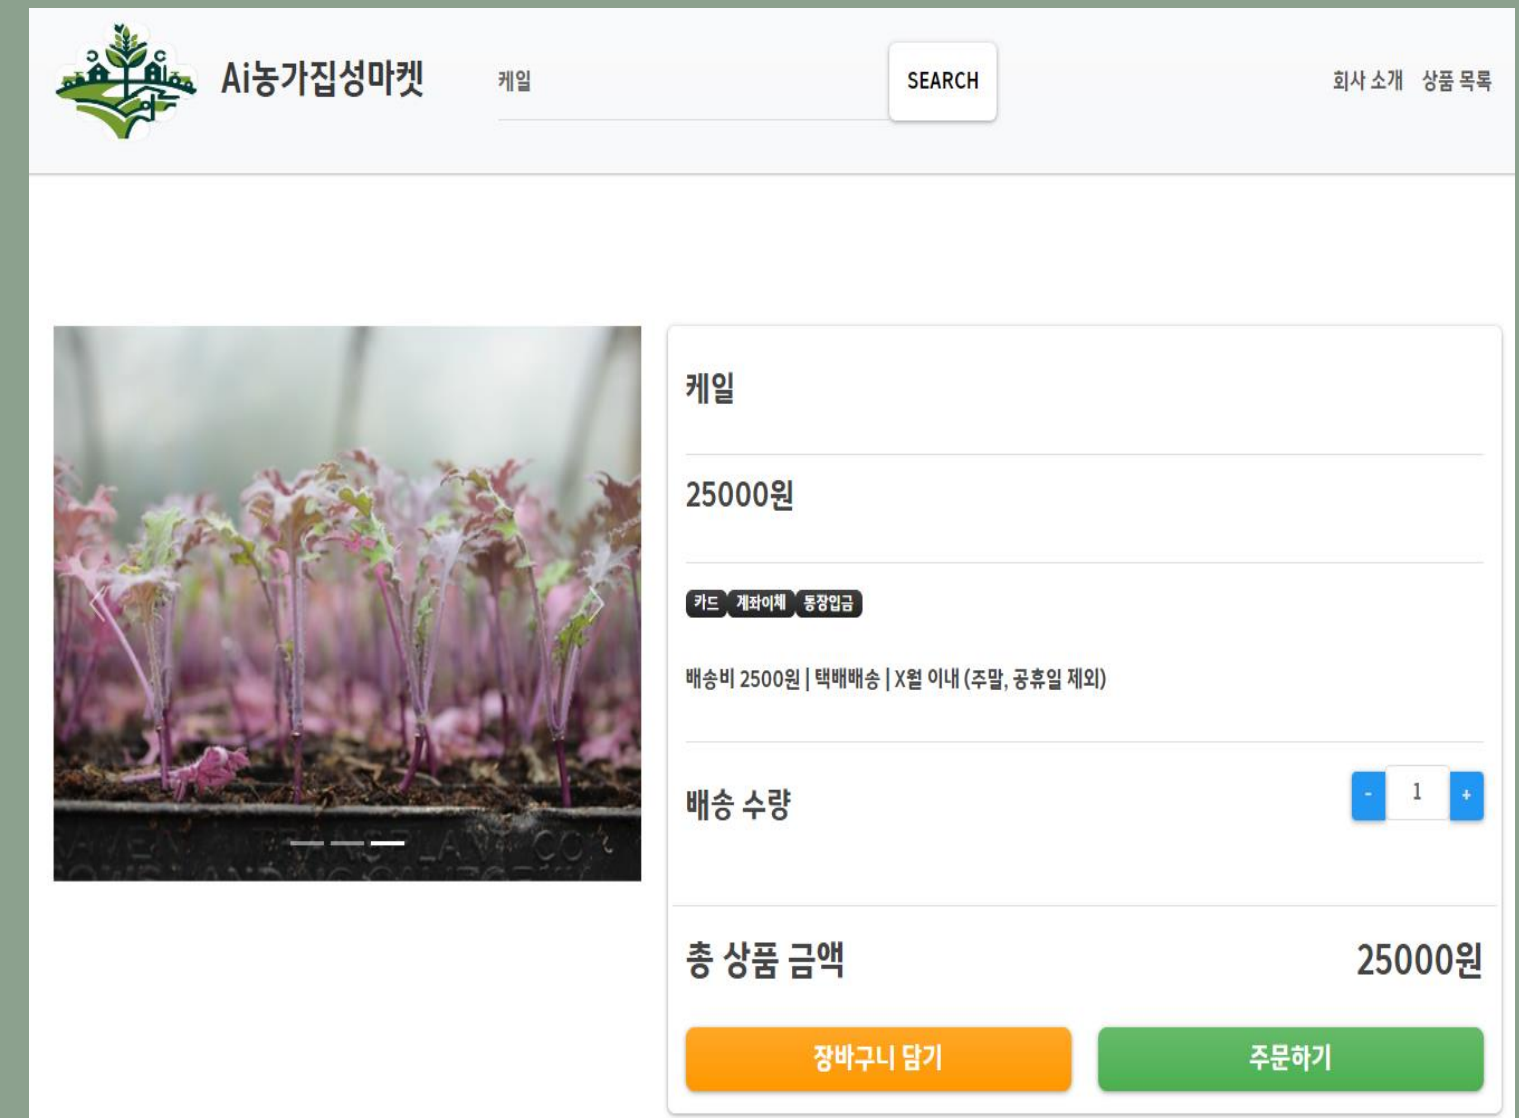 Ai농가집성마켓
케일
SEARCH
회사 소개 상품 목록
케일
25000원
카드 계좌이체 통장입금
배송비 2500원 | 택배배송 | X월 이내 (주말, 공휴일 제외)
배송 수량
- 1 +
총 상품 금액 25000원
장바구니 담기 주문하기